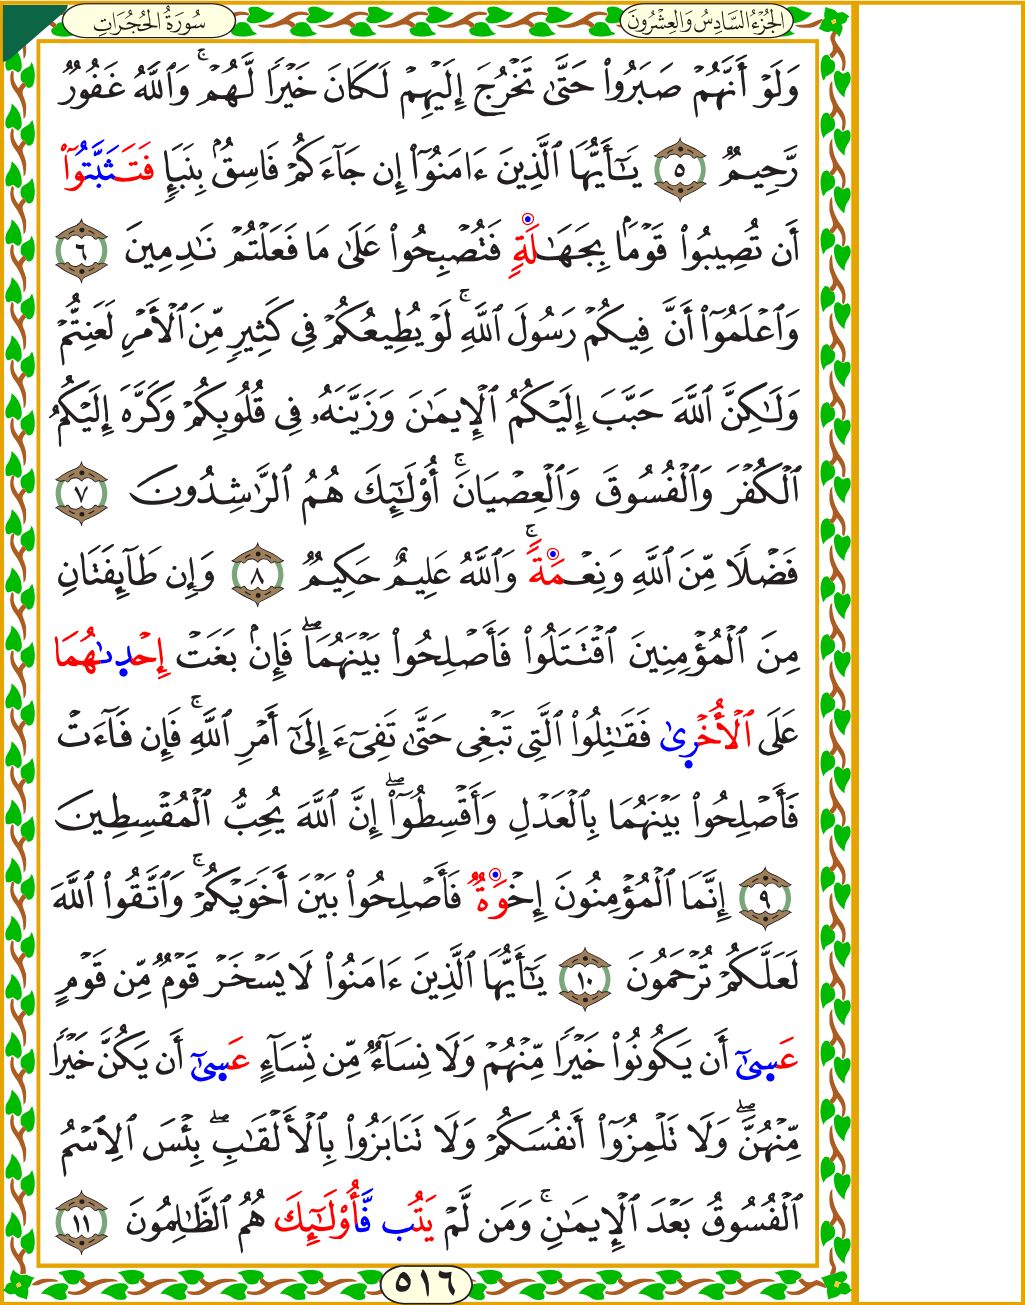 سُورَةُ الحُجُرَاتِ
الجُزْءُ السَّادِسُ وَالعِشْرُونَ
وَلَوْ أَنَّهُمْ صَبَرُوا۟ حَتَّىٰ تَخْرُجَ إِلَيْهِمْ لَكَانَ خَيْرًا لَّهُمْ ۚ وَٱللَّهُ غَفُورٌ
رَّحِيمٌ ٥ يَـٰٓأَيُّهَا ٱلَّذِينَ ءَامَنُوٓا۟ إِن جَآءَكُمْ فَاسِقٌۢ بِنَبَإٍ فَتَثَبَّتُوٓا۟
أَن تُصِيبُوا۟ قَوْمًۢا بِجَهَـٰلَةٍ فَتُصْبِحُوا۟ عَلَىٰ مَا فَعَلْتُمْ نَـٰدِمِينَ ٦
وَٱعْلَمُوٓا۟ أَنَّ فِيكُمْ رَسُولَ ٱللَّهِ ۚ لَوْ يُطِيعُكُمْ فِى كَثِيرٍ مِّنَ ٱلْأَمْرِ لَعَنِتُّمْ
وَلَـٰكِنَّ ٱللَّهَ حَبَّبَ إِلَيْكُمُ ٱلْإِيمَـٰنَ وَزَيَّنَهُۥ فِى قُلُوبِكُمْ وَكَرَّهَ إِلَيْكُمُ
ٱلْكُفْرَ وَٱلْفُسُوقَ وَٱلْعِصْيَانَ ۚ أُو۟لَـٰٓئِكَ هُمُ ٱلرَّٰشِدُونَ ٧
فَضْلًا مِّنَ ٱللَّهِ وَنِعْمَةً ۚ وَٱللَّهُ عَلِيمٌ حَكِيمٌ ٨ وَإِن طَآئِفَتَانِ
مِنَ ٱلْمُؤْمِنِينَ ٱقْتَتَلُوا۟ فَأَصْلِحُوا۟ بَيْنَهُمَا ۖ فَإِنۢ بَغَتْ إِحْدَىٰهُمَا
عَلَى ٱلْأُخْرَىٰ فَقَـٰتِلُوا۟ ٱلَّتِى تَبْغِى حَتَّىٰ تَفِىٓءَ إِلَىٰٓ أَمْرِ ٱللَّهِ ۚ فَإِن فَآءَتْ
فَأَصْلِحُوا۟ بَيْنَهُمَا بِٱلْعَدْلِ وَأَقْسِطُوٓا۟ ۖ إِنَّ ٱللَّهَ يُحِبُّ ٱلْمُقْسِطِينَ
٩ إِنَّمَا ٱلْمُؤْمِنُونَ إِخْوَةٌ فَأَصْلِحُوا۟ بَيْنَ أَخَوَيْكُمْ ۚ وَٱتَّقُوا۟ ٱللَّهَ
لَعَلَّكُمْ تُرْحَمُونَ ١٠ يَـٰٓأَيُّهَا ٱلَّذِينَ ءَامَنُوا۟ لَا يَسْخَرْ قَوْمٌ مِّن قَوْمٍ
عَسَىٰٓ أَن يَكُونُوا۟ خَيْرًا مِّنْهُمْ وَلَا نِسَآءٌ مِّن نِّسَآءٍ عَسَىٰٓ أَن يَكُنَّ خَيْرًا
مِّنْهُنَّ ۖ وَلَا تَلْمِزُوٓا۟ أَنفُسَكُمْ وَلَا تَنَابَزُوا۟ بِٱلْأَلْقَـٰبِ ۖ بِئْسَ ٱلِٱسْمُ
ٱلْفُسُوقُ بَعْدَ ٱلْإِيمَـٰنِ ۚ وَمَن لَّمْ يَتُب فَّأُو۟لَـٰٓئِكَ هُمُ ٱلظَّـٰلِمُونَ ١١
٥١٦